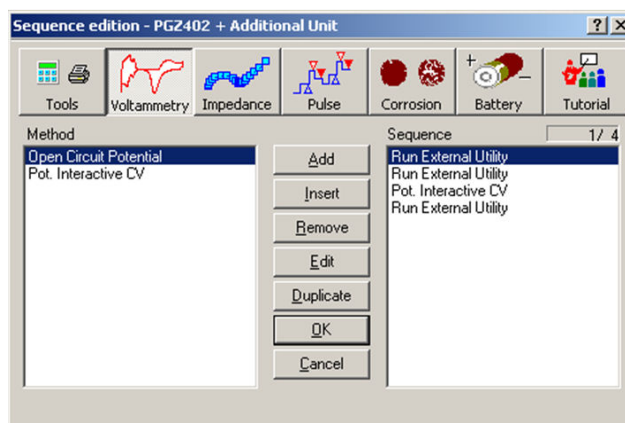 Sequence edition - PGZ402 + Additional Unit
Tools Voltammetry Impedance Pulse Corrosion Battery Tutorial
Method
Open Circuit Potential
Pot. Interactive CV
Add
Insert
Remove
Edit
Duplicate
OK
Cancel
Sequence 1/ 4
Run External Utility
Run External Utility
Pot. Interactive CV
Run External Utility